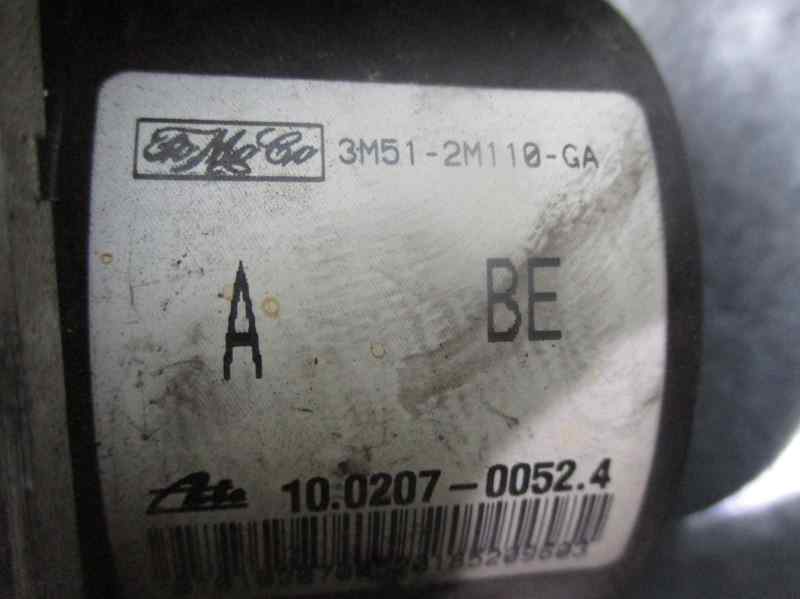 FoMoCo 3M51-2M110-GA
A BE
Ate 10.0207-0052.4